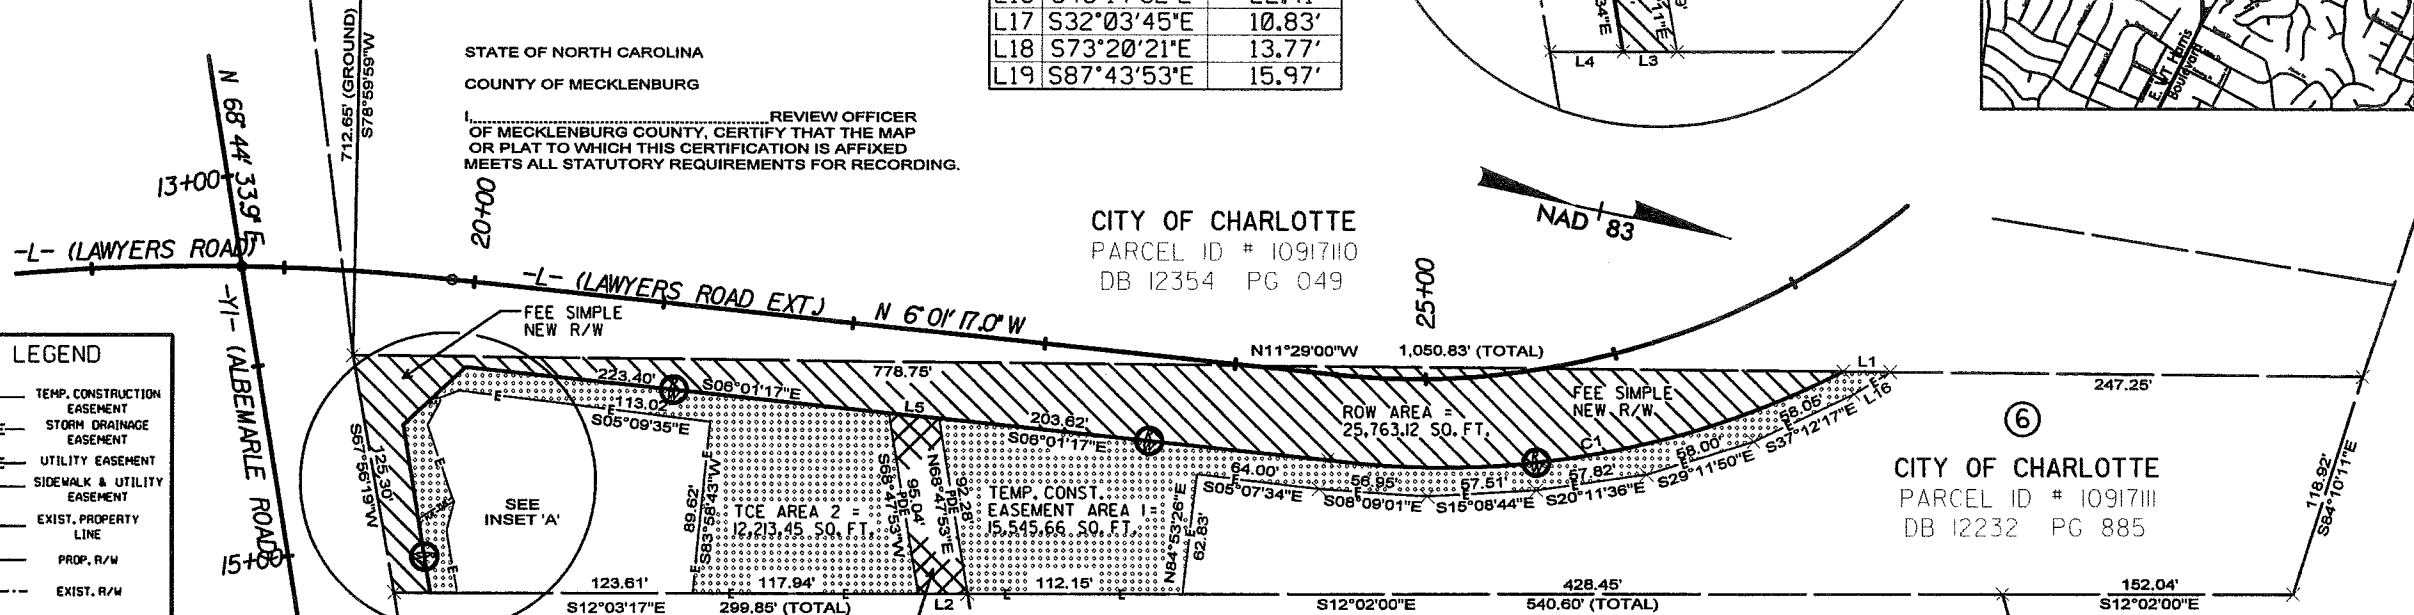 L17 S32°03'45"E 10.83'
L18 S73°20'21"E 13.77'
L19 S87°43'53"E 15.97'
L4
L3
E. WT Harris
Boulevard
712.65' (GROUND)
S78°59'59"W
STATE OF NORTH CAROLINA
COUNTY OF MECKLENBURG
I, REVIEW OFFICER
OF MECKLENBURG COUNTY, CERTIFY THAT THE MAP
OR PLAT TO WHICH THIS CERTIFICATION IS AFFIXED
MEETS ALL STATUTORY REQUIREMENTS FOR RECORDING.
N 68° 44' 33.9" E
13+00
20+00
-L- (LAWYERS ROAD)
-L- (LAWYERS ROAD EXT.)
N 6° 01' 17.0" W
CITY OF CHARLOTTE
PARCEL ID # 10917110
DB 12354 PG 049
NAD 83
25+00
-Y1- (ALBEMARLE ROAD)
15+00
FEE SIMPLE
NEW R/W
N11°29'00"W 1,050.83' (TOTAL)
778.75'
L1
247.25'
LEGEND
TEMP. CONSTRUCTION
EASEMENT
STORM DRAINAGE
EASEMENT
UTILITY EASEMENT
SIDEWALK & UTILITY
EASEMENT
EXIST. PROPERTY
LINE
PROP. R/W
EXIST. R/W
223.40'
S06°01'17"E
113.02'
S05°09'35"E
L5
203.62'
S06°01'17"E
ROW AREA =
25,763.12 SQ. FT.
FEE SIMPLE
NEW R/W
C1
L16
S67°56'19"W
125.30'
SEE
INSET 'A'
89.62'
S83°58'43"W
TCE AREA 2 =
12,213.45 SQ. FT.
S68°47'53"W
95.04'
PDE
PDE
92.28'
N68°47'53"E
TEMP. CONST.
EASEMENT AREA 1=
15,545.66 SQ. FT.
N84°53'26"E
62.83'
64.00'
S05°07'34"E
56.95'
S08°09'01"E
57.51'
S15°08'44"E
57.82'
S20°11'36"E
58.00'
S29°11'50"E
58.05'
S37°12'17"E
6
CITY OF CHARLOTTE
PARCEL ID # 10917111
DB 12232 PG 885
118.92'
S84°10'11"E
123.61'
117.94'
112.15'
428.45'
152.04'
S12°03'17"E 299.85' (TOTAL)
L2
S12°02'00"E 540.60' (TOTAL)
S12°02'00"E